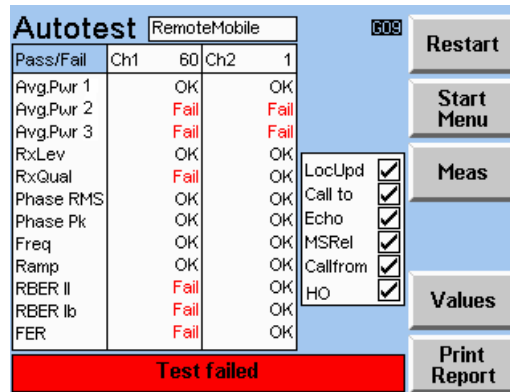 Autotest RemoteMobile G09
Pass/Fail Ch1 60 Ch2 1
Avg.Pwr 1 OK OK
Avg.Pwr 2 Fail Fail
Avg.Pwr 3 Fail Fail
RxLev OK OK
RxQual Fail OK
Phase RMS OK OK
Phase Pk OK OK
Freq OK OK
Ramp OK OK
RBER II Fail OK
RBER Ib Fail OK
FER Fail OK
LocUpd
Call to
Echo
MSRel
Callfrom
HO
Test failed
Restart
Start
Menu
Meas
Values
Print
Report